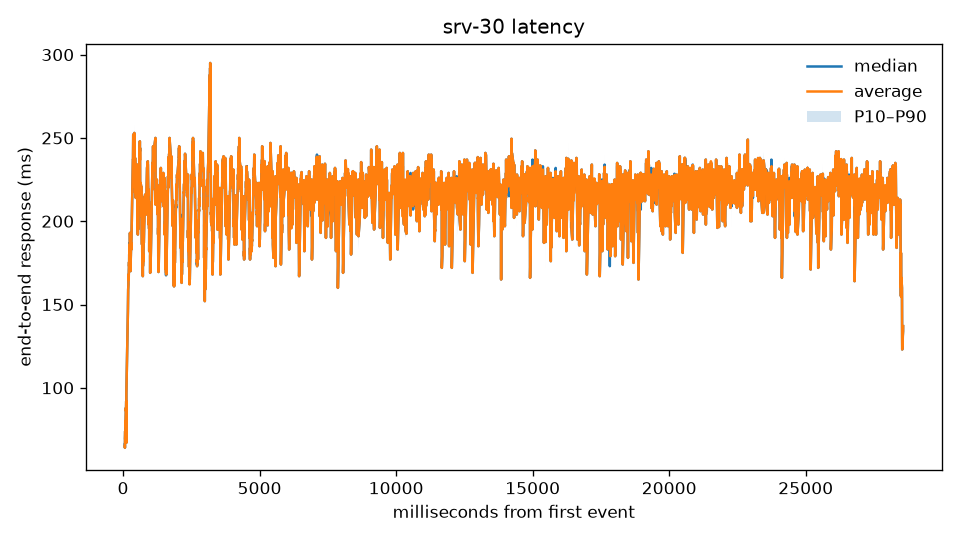 srv-30 latency
300
250
200
150
100
end-to-end response (ms)
median
average
P10–P90
0
5000
10000
15000
20000
25000
milliseconds from first event